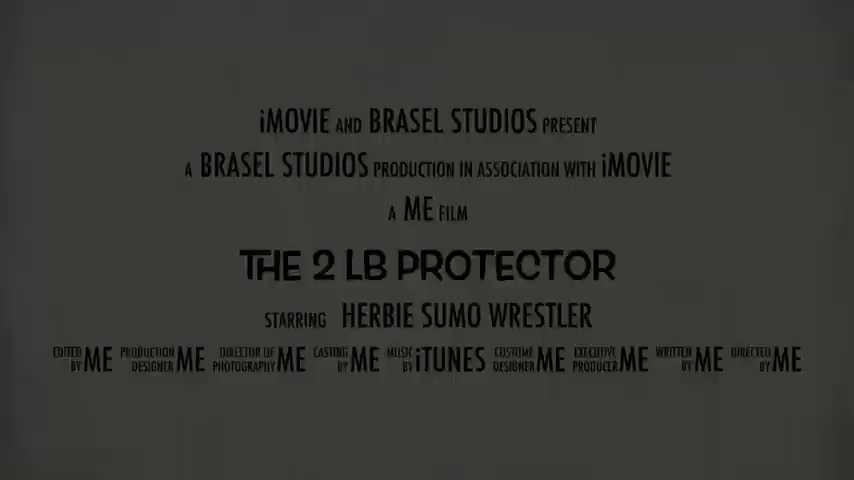 iMOVIE AND BRASEL STUDIOS PRESENT
A BRASEL STUDIOS PRODUCTION IN ASSOCIATION WITH iMOVIE
A ME FILM
THE 2 LB PROTECTOR
STARRING HERBIE SUMO WRESTLER
EDITED BY ME PRODUCTION DESIGNER ME DIRECTOR OF PHOTOGRAPHY ME CASTING BY ME MUSIC BY iTUNES COSTUME DESIGNER ME EXECUTIVE PRODUCER ME WRITTEN BY ME DIRECTED BY ME